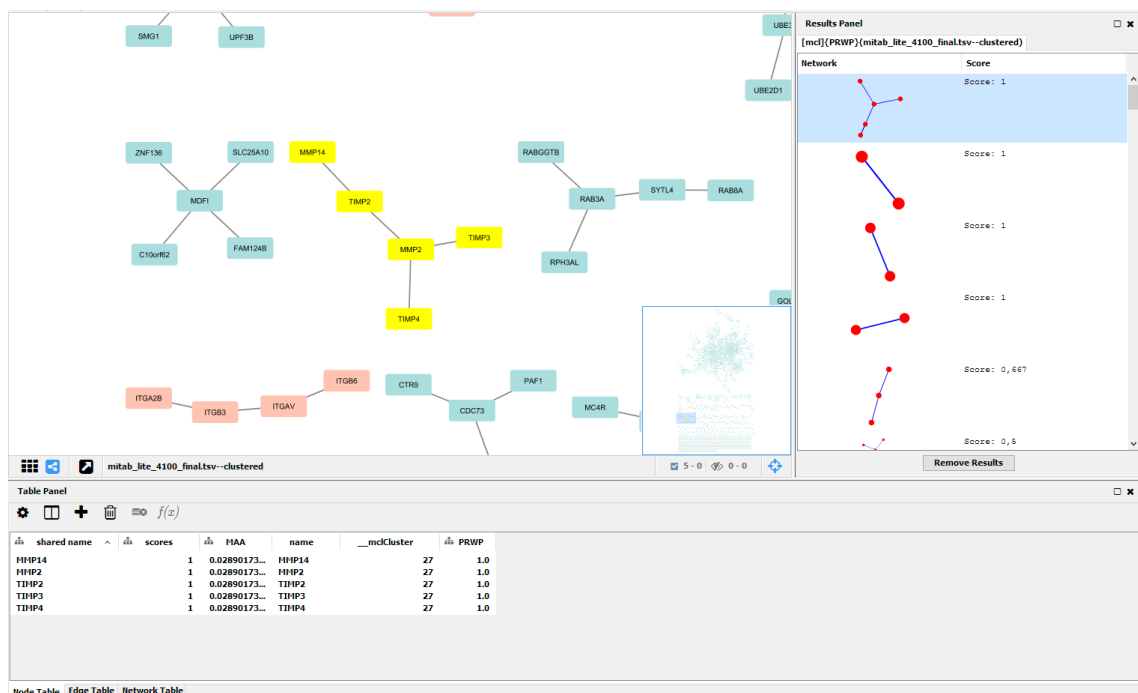 SMG1
UPF3B
UBE3
UBE2D1
ZNF136
SLC25A10
MDFI
C10orf62
FAM124B
MMP14
TIMP2
MMP2
TIMP3
TIMP4
RABGGTB
RAB3A
SYTL4
RAB8A
RPH3AL
GOL
ITGA2B
ITGB3
ITGAV
ITGB6
CTR9
CDC73
PAF1
MC4R
mitab_lite_4100_final.tsv--clustered
5 - 0
0 - 0
Results Panel
[mcl]{PRWP}(mitab_lite_4100_final.tsv--clustered)
Network Score
Score: 1
Score: 1
Score: 1
Score: 1
Score: 0,667
Score: 0,5
Remove Results
Table Panel
f(x)
shared name scores MAA name __mclCluster PRWP
MMP14 1 0.02890173... MMP14 27 1.0
MMP2 1 0.02890173... MMP2 27 1.0
TIMP2 1 0.02890173... TIMP2 27 1.0
TIMP3 1 0.02890173... TIMP3 27 1.0
TIMP4 1 0.02890173... TIMP4 27 1.0
Node Table Edge Table Network Table